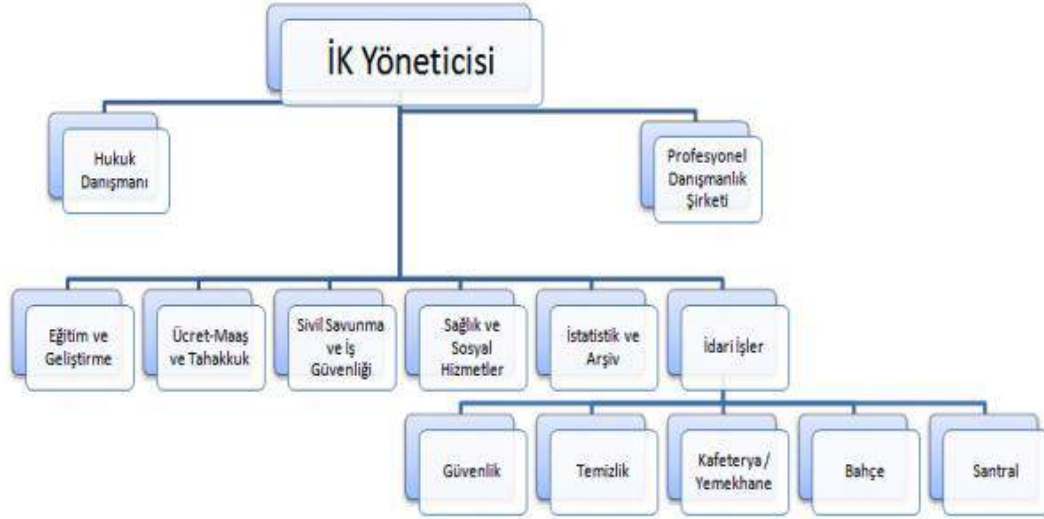 İK Yöneticisi
Hukuk
Danışmanı
Profesyonel
Danışmanlık
Şirketi
Eğitim ve
Geliştirme
Ücret-Maaş
ve Tahakkuk
Sivil Savunma
ve İş
Güvenliği
Sağlık ve
Sosyal
Hizmetler
İstatistik ve
Arşiv
İdari İşler
Güvenlik
Temizlik
Kafeterya /
Yemekhane
Bahçe
Santral